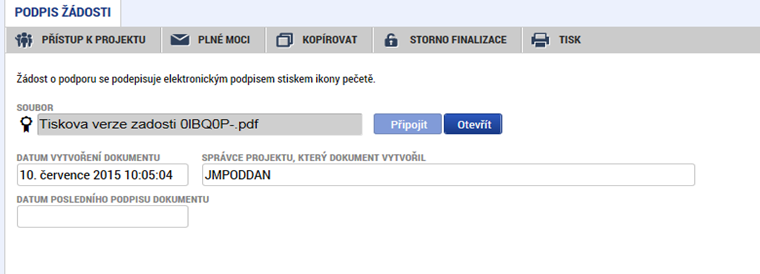 PODPIS ŽÁDOSTI
PŘÍSTUP K PROJEKTU PLNÉ MOCI KOPÍROVAT STORNO FINALIZACE TISK
Žádost o podporu se podepisuje elektronickým podpisem stiskem ikony pečetě.
SOUBOR
Tiskova verze zadosti 0IBQ0P-.pdf Připojit Otevřít
DATUM VYTVOŘENÍ DOKUMENTU SPRÁVCE PROJEKTU, KTERÝ DOKUMENT VYTVOŘIL
10. července 2015 10:05:04 JMPODDAN
DATUM POSLEDNÍHO PODPISU DOKUMENTU